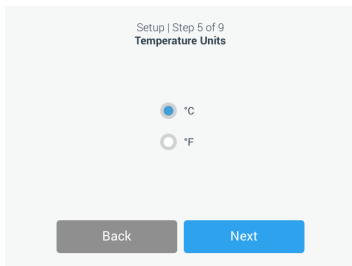 Setup | Step 5 of 9
Temperature Units
°C
°F
Back
Next